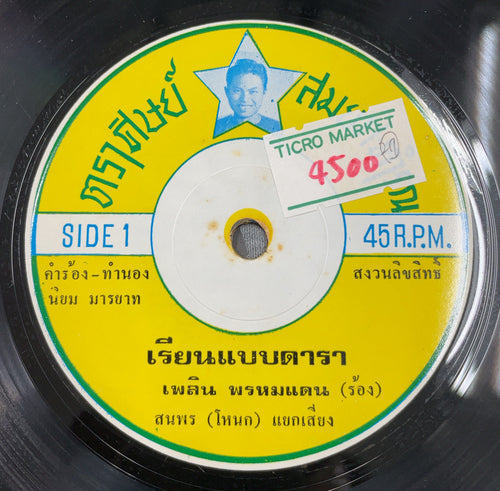 ตราศิษย์
TICRO MARKET
4500
SIDE 1
45 R.P.M.
คำร้อง - ทำนอง
นิยม มารยาท
สงวนลิขสิทธิ์
เรียนแบบดารา
เพลิน พรหมแดน (ร้อง)
สุนพร (โหนก) แยกเสียง